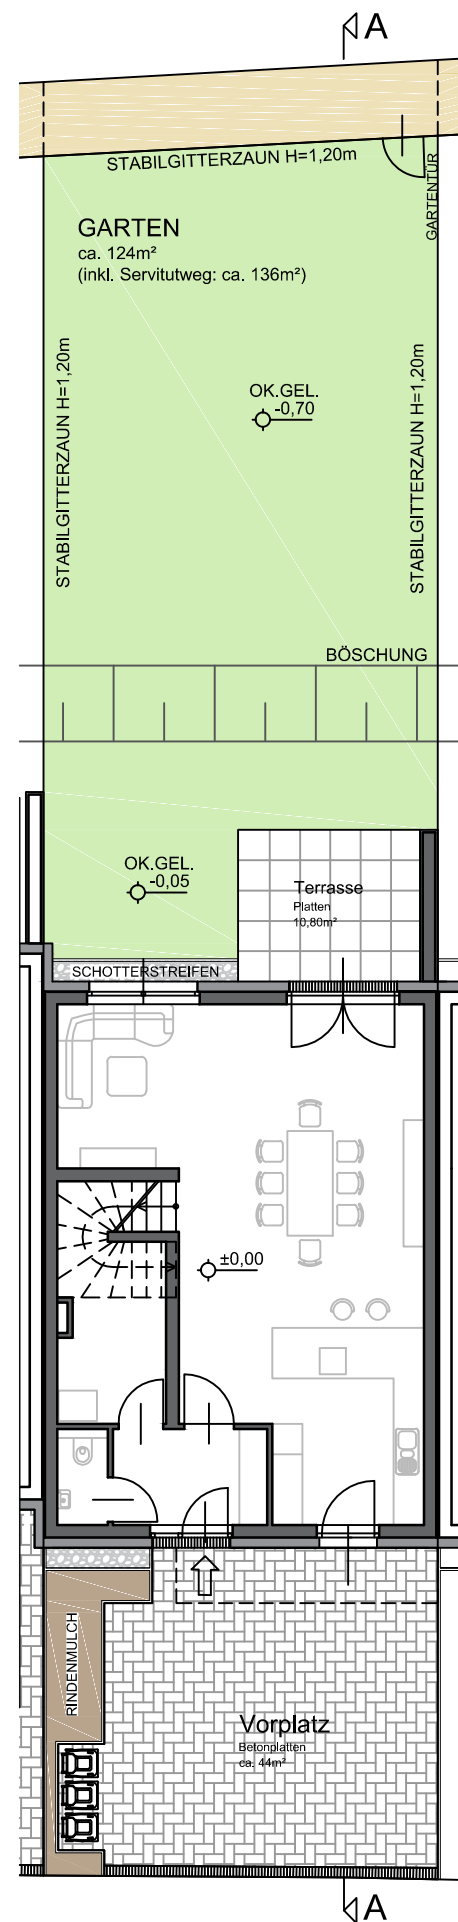 A
STABILGITTERZAUN H=1,20m
GARTENTÜR
GARTEN
ca. 124m²
(inkl. Servitutweg: ca. 136m²)
STABILGITTERZAUN H=1,20m
STABILGITTERZAUN H=1,20m
OK.GEL.
-0,70
BÖSCHUNG
OK.GEL.
-0,05
Terrasse
Platten
10,80m²
SCHOTTERSTREIFEN
±0,00
RINDENMULCH
Vorplatz
Betonplatten
ca. 44m²
A